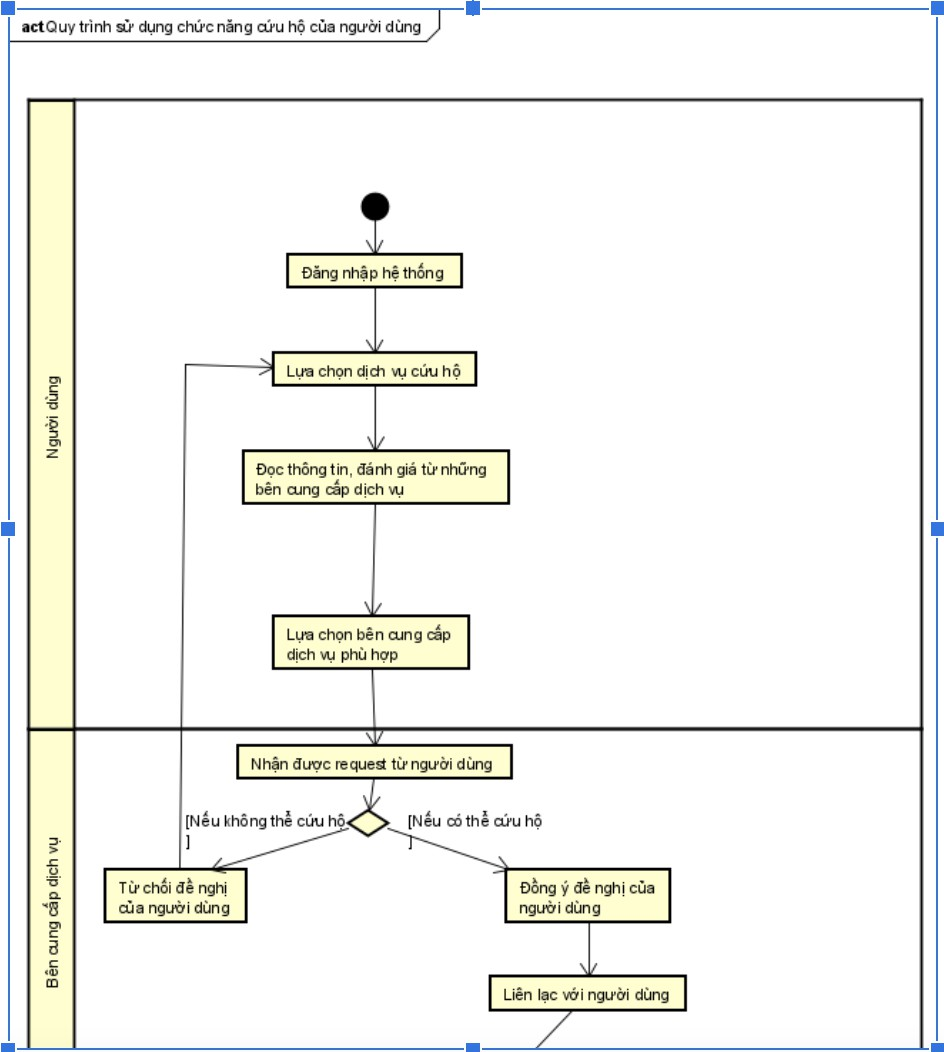 act Quy trình sử dụng chức năng cứu hộ của người dùng
Người dùng
Đăng nhập hệ thống
Lựa chọn dịch vụ cứu hộ
Đọc thông tin, đánh giá từ những
bên cung cấp dịch vụ
Lựa chọn bên cung cấp
dịch vụ phù hợp
Bên cung cấp dịch vụ
Nhận được request từ người dùng
[Nếu không thể cứu hộ
]
[Nếu có thể cứu hộ
]
Từ chối đề nghị
của người dùng
Đồng ý đề nghị của
người dùng
Liên lạc với người dùng